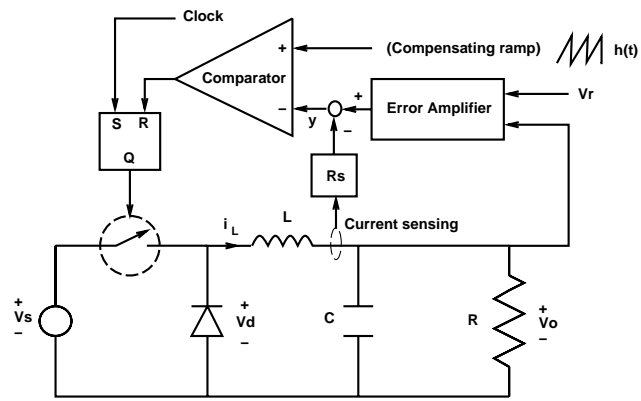 Clock
+ (Compensating ramp) h(t)
Comparator
S R
Q
− y − + Error Amplifier Vr
Rs
Current sensing
i L L
+ Vs −
+ Vd −
C
R
+ Vo −